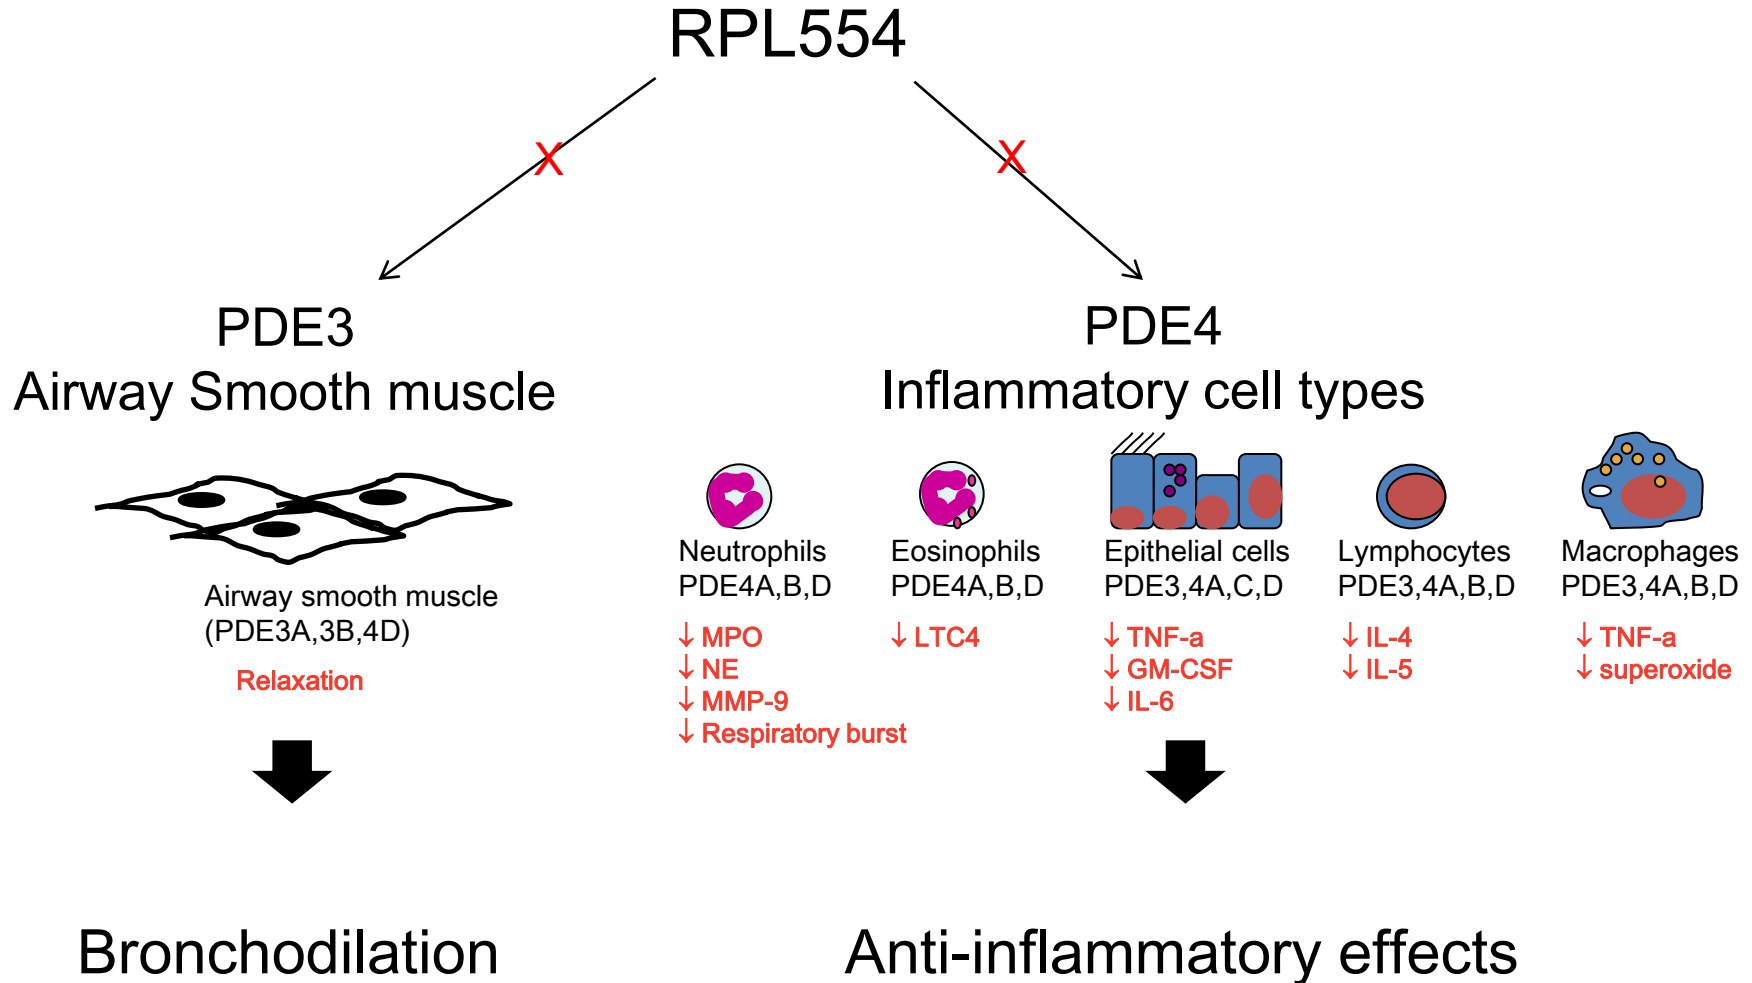 RPL554
X
X
PDE3
Airway Smooth muscle
PDE4
Inflammatory cell types
Airway smooth muscle
(PDE3A,3B,4D)
Relaxation
Neutrophils
PDE4A,B,D
↓ MPO
↓ NE
↓ MMP-9
↓ Respiratory burst
Eosinophils
PDE4A,B,D
↓ LTC4
Epithelial cells
PDE3,4A,C,D
↓ TNF-a
↓ GM-CSF
↓ IL-6
Lymphocytes
PDE3,4A,B,D
↓ IL-4
↓ IL-5
Macrophages
PDE3,4A,B,D
↓ TNF-a
↓ superoxide
Bronchodilation
Anti-inflammatory effects